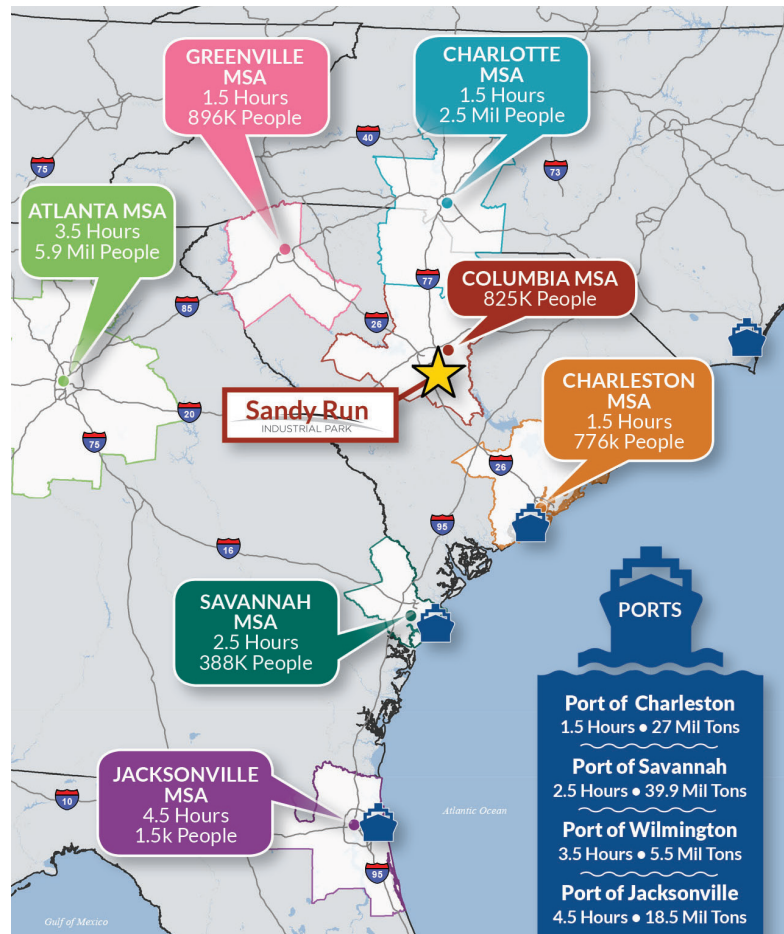 GREENVILLE
MSA
1.5 Hours
896K People
CHARLOTTE
MSA
1.5 Hours
2.5 Mil People
40
75
73
ATLANTA MSA
3.5 Hours
5.9 Mil People
COLUMBIA MSA
825K People
77
85
26
Sandy Run
INDUSTRIAL PARK
CHARLESTON
MSA
1.5 Hours
776k People
20
75
26
95
16
SAVANNAH
MSA
2.5 Hours
388K People
PORTS
Port of Charleston
1.5 Hours • 27 Mil Tons
Port of Savannah
2.5 Hours • 39.9 Mil Tons
Port of Wilmington
3.5 Hours • 5.5 Mil Tons
Port of Jacksonville
4.5 Hours • 18.5 Mil Tons
JACKSONVILLE
MSA
4.5 Hours
1.5k People
10
95
Atlantic Ocean
Gulf of Mexico